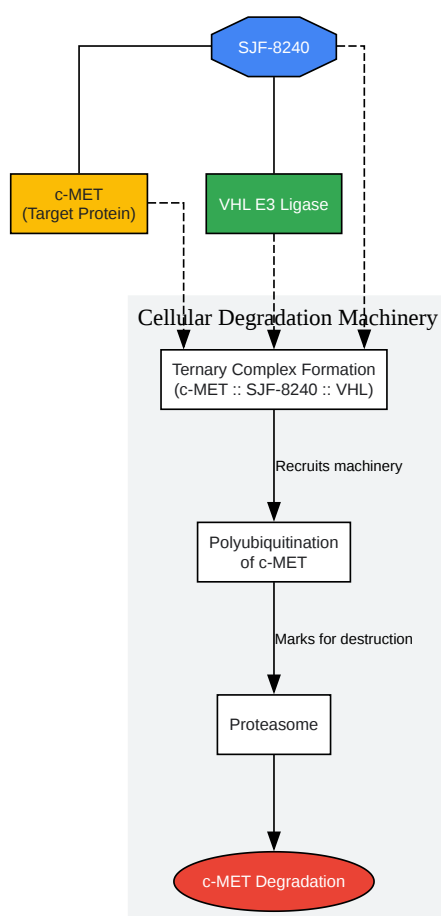 SJF-8240
c-MET
(Target Protein)
VHL E3 Ligase
Cellular Degradation Machinery
Ternary Complex Formation
(c-MET :: SJF-8240 :: VHL)
Recruits machinery
Polyubiquitination
of c-MET
Marks for destruction
Proteasome
c-MET Degradation